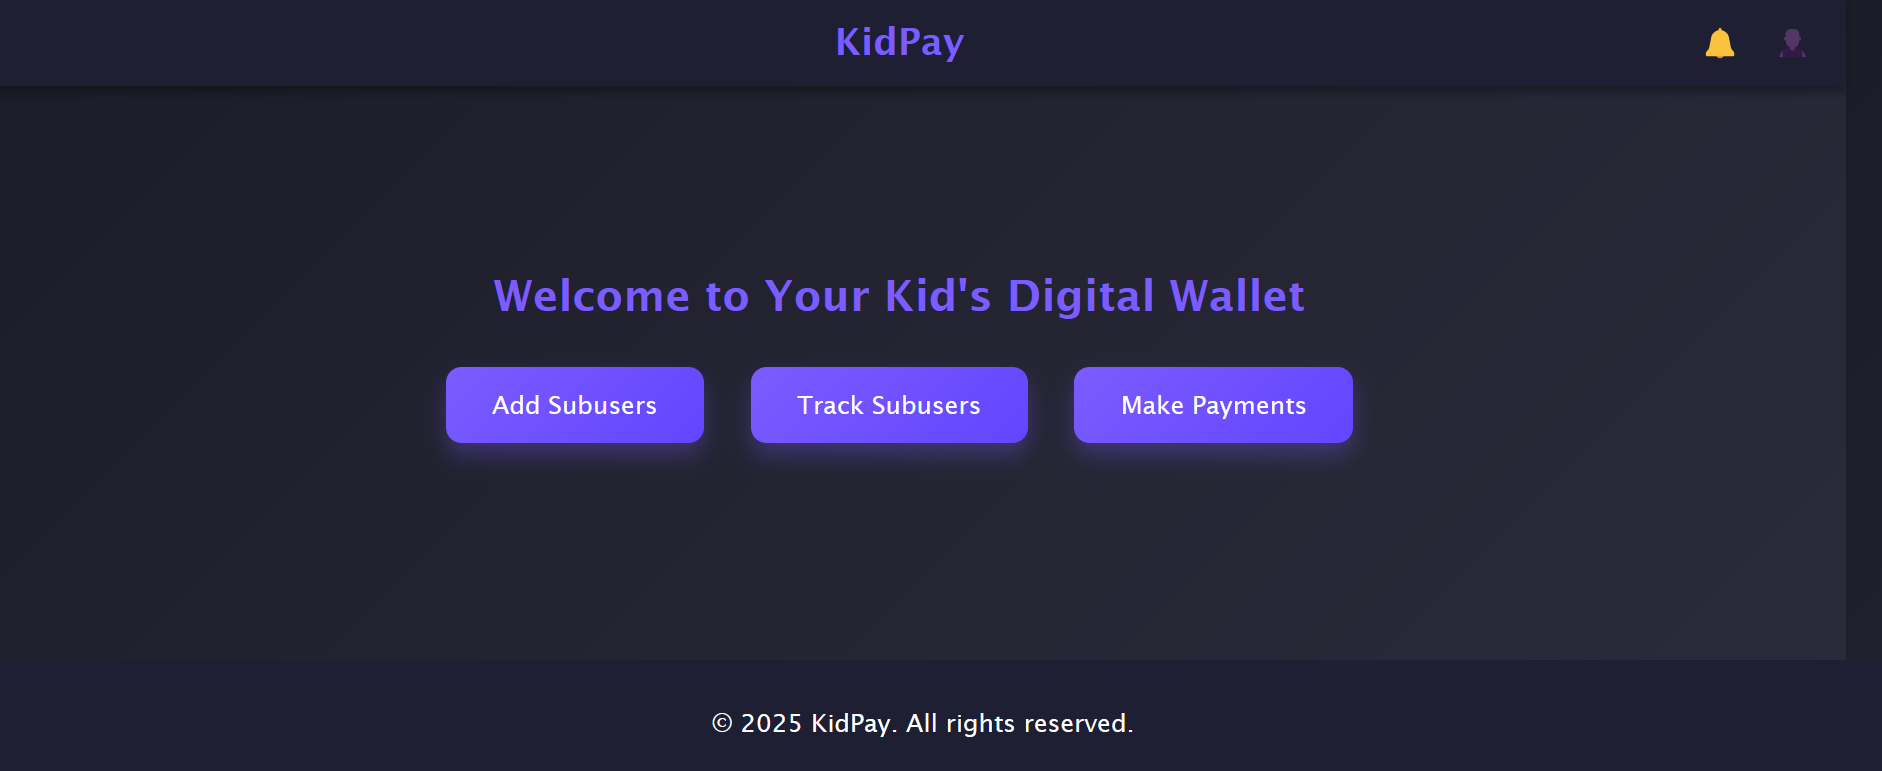 KidPay
Welcome to Your Kid's Digital Wallet
Add Subusers
Track Subusers
Make Payments
© 2025 KidPay. All rights reserved.